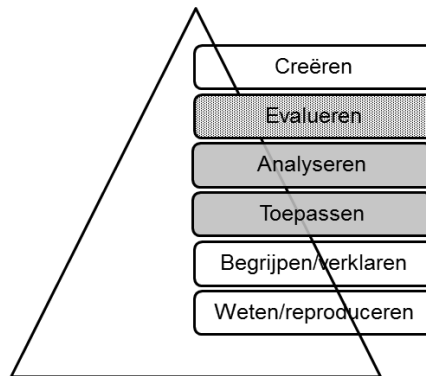 Creëren
Evalueren
Analyseren
Toepassen
Begrijpen/verklaren
Weten/reproduceren